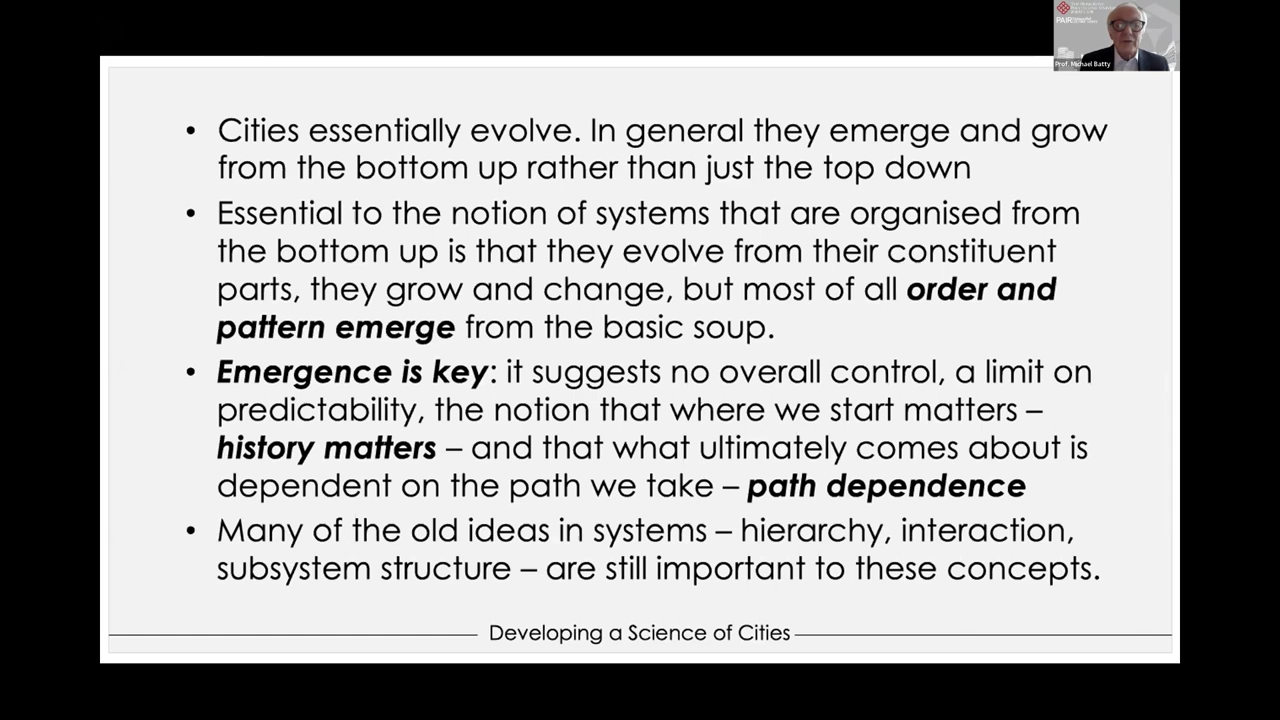 PAIR
Prof. Michael Batty
• Cities essentially evolve. In general they emerge and grow
from the bottom up rather than just the top down
• Essential to the notion of systems that are organised from
the bottom up is that they evolve from their constituent
parts, they grow and change, but most of all order and
pattern emerge from the basic soup.
• Emergence is key: it suggests no overall control, a limit on
predictability, the notion that where we start matters –
history matters – and that what ultimately comes about is
dependent on the path we take – path dependence
• Many of the old ideas in systems – hierarchy, interaction,
subsystem structure – are still important to these concepts.
Developing a Science of Cities